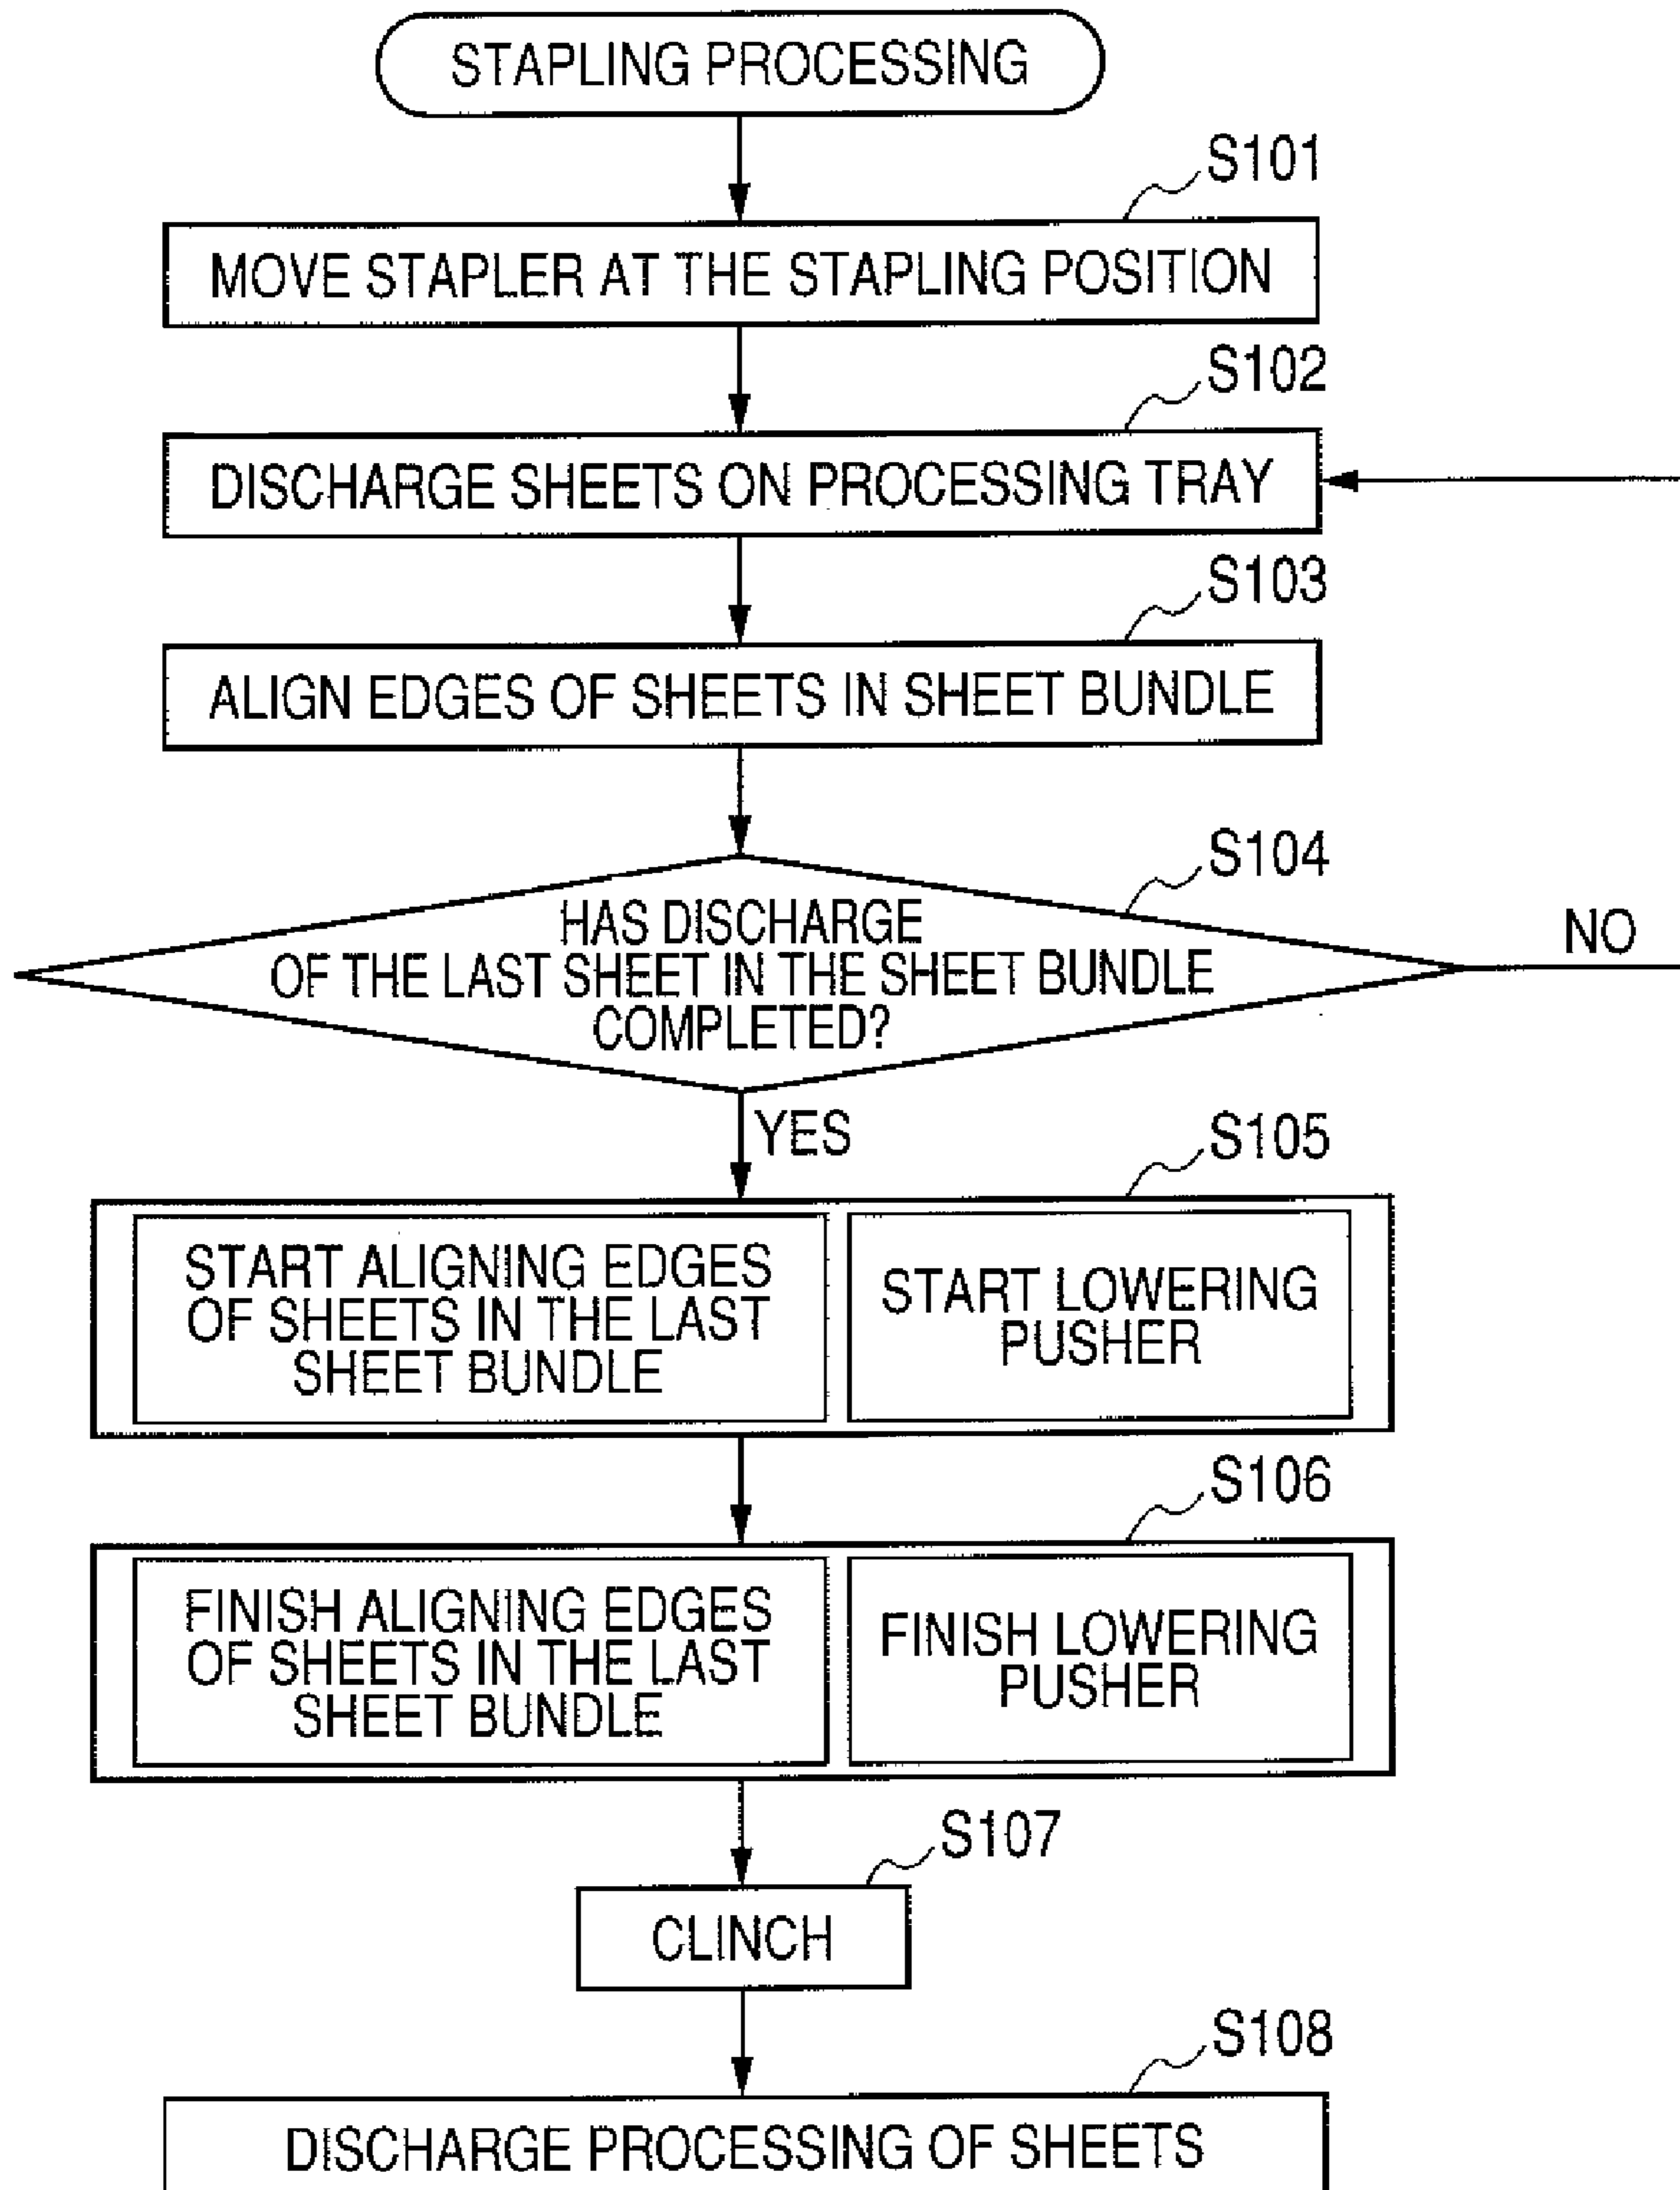 STAPLING PROCESSING
S101
MOVE STAPLER AT THE STAPLING POSITION
S102
DISCHARGE SHEETS ON PROCESSING TRAY
S103
ALIGN EDGES OF SHEETS IN SHEET BUNDLE
S104
HAS DISCHARGE
OF THE LAST SHEET IN THE SHEET BUNDLE
COMPLETED?
NO
YES
S105
START ALIGNING EDGES
OF SHEETS IN THE LAST
SHEET BUNDLE
START LOWERING
PUSHER
S106
FINISH ALIGNING EDGES
OF SHEETS IN THE LAST
SHEET BUNDLE
FINISH LOWERING
PUSHER
S107
CLINCH
S108
DISCHARGE PROCESSING OF SHEETS